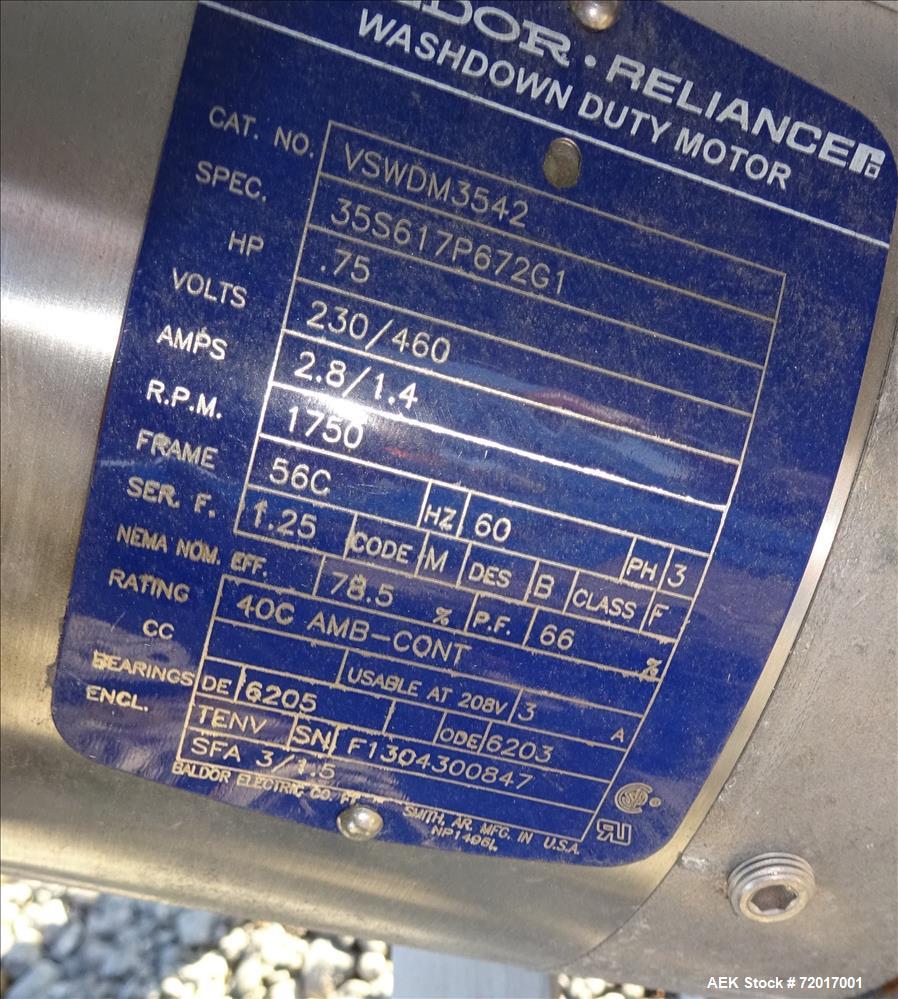 DOR · RELIANCER
WASHDOWN DUTY MOTOR
CAT. NO. VSWDM3542
SPEC. 35S617P672G1
HP .75
VOLTS 230/460
AMPS 2.8/1.4
R.P.M. 1750
FRAME 56C HZ 60 PH 3
SER. F. 1.25 CODE M DES B CLASS F
NEMA NOM. EFF. 78.5 % P.F. 66 %
RATING 40C AMB-CONT
CC USABLE AT 208V 3 A
BEARINGS DE 6205 ODE 6203
ENCL. TENV SN F1304300847
SFA 3/1.5
BALDOR ELECTRIC CO. FT SMITH, AR. MFG. IN U.S.A.
NP1496L
AEK Stock # 72017001